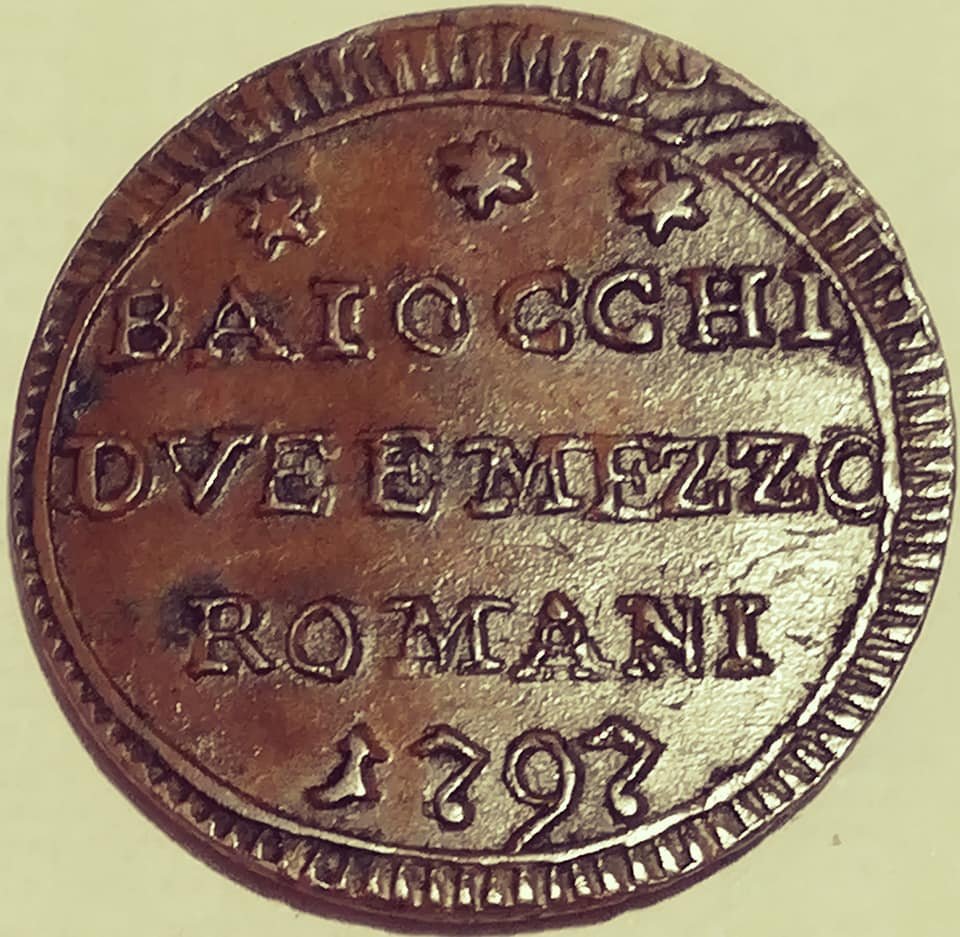 BAIOCCHI
DVE E MEZZO
ROMANI
1797